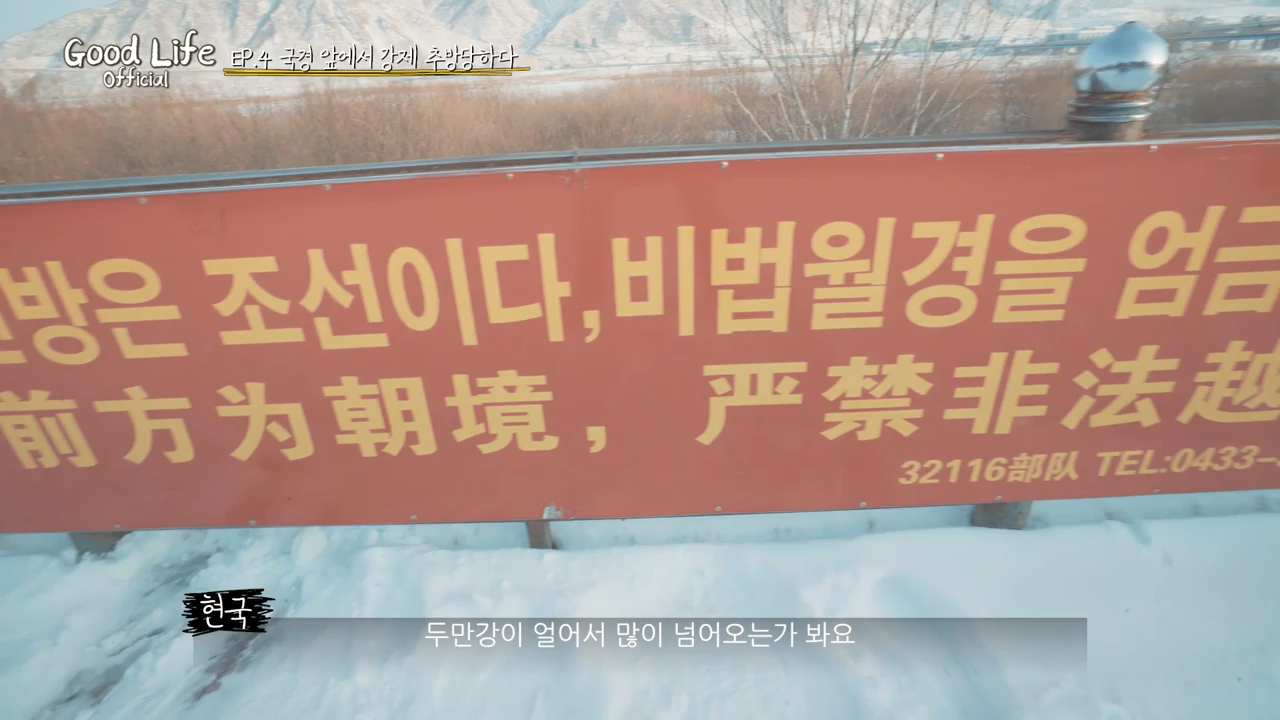 Good Life
Official
EP.4 국경 앞에서 강제 추방당하다
방은 조선이다,비법월경을 엄금
前方为朝境，严禁非法越
32116部队 TEL:0433-
현국
두만강이 얼어서 많이 넘어오는가 봐요